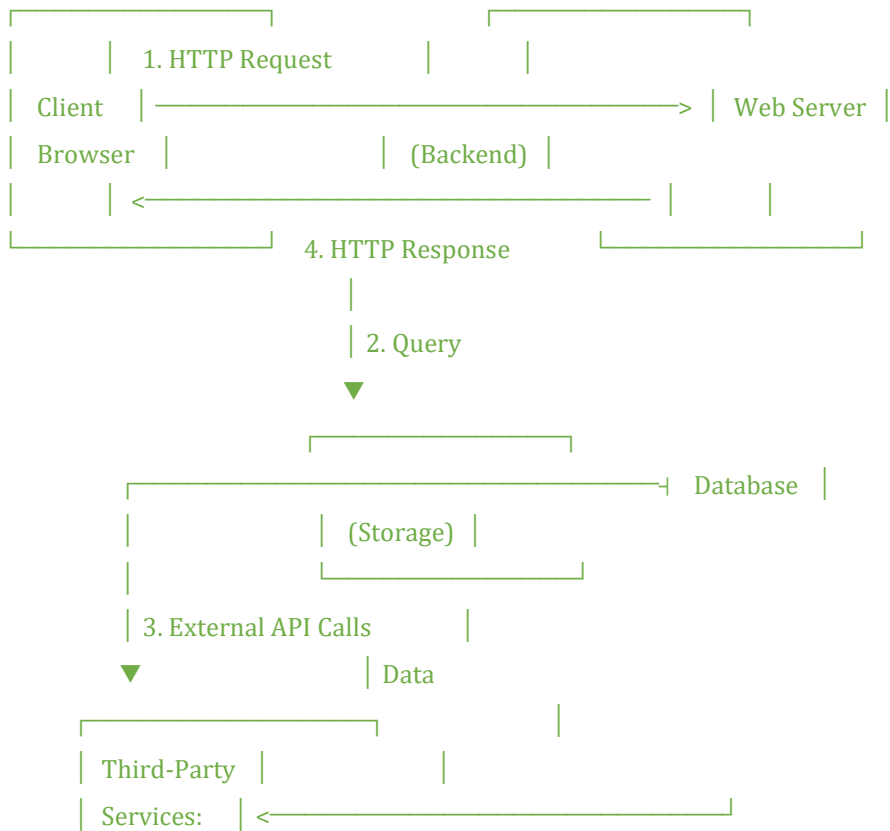 1. HTTP Request
Client Web Server
Browser (Backend)
4. HTTP Response
2. Query
Database
(Storage)
3. External API Calls
Data
Third-Party
Services: